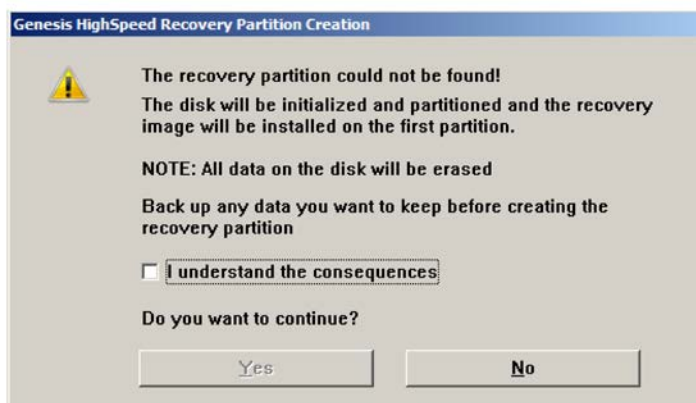 Genesis HighSpeed Recovery Partition Creation
The recovery partition could not be found!
The disk will be initialized and partitioned and the recovery
image will be installed on the first partition.
NOTE: All data on the disk will be erased
Back up any data you want to keep before creating the
recovery partition
I understand the consequences
Do you want to continue?
Yes
No